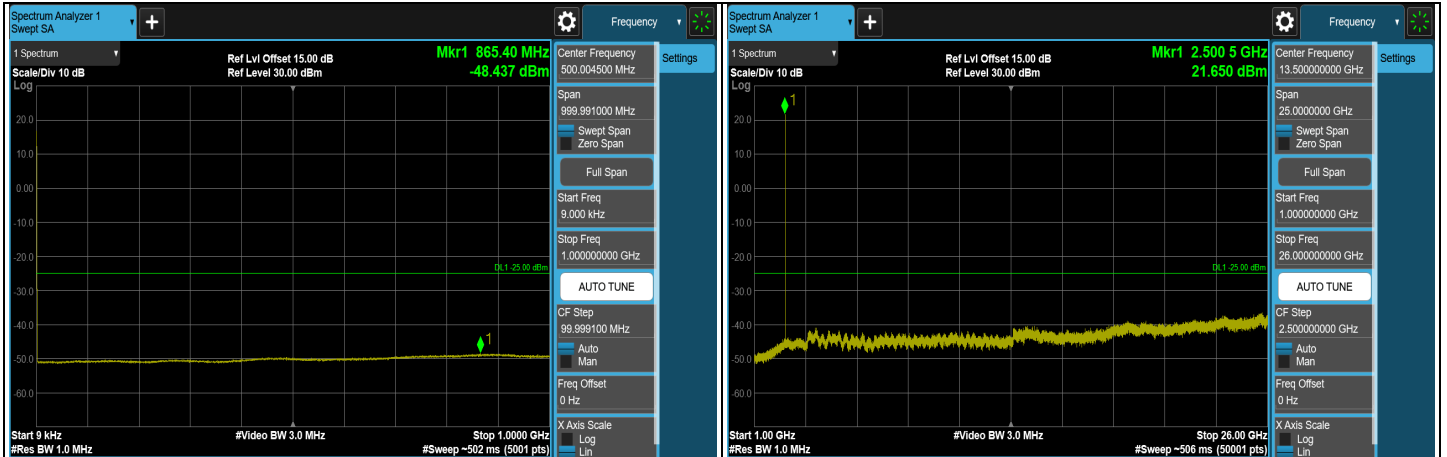 Spectrum Analyzer 1
Swept SA
+
Frequency
1 Spectrum
Scale/Div 10 dB
Log
Ref Lvl Offset 15.00 dB
Ref Level 30.00 dBm
Mkr1 865.40 MHz
-48.437 dBm
1
20.0
10.0
0.00
-10.0
-20.0
-30.0
-40.0
-50.0
-60.0
DL1 -25.00 dBm
Start 9 kHz
#Res BW 1.0 MHz
#Video BW 3.0 MHz
Stop 1.0000 GHz
#Sweep ~502 ms (5001 pts)
Center Frequency
500.004500 MHz
Settings
Span
999.991000 MHz
Swept Span
Zero Span
Full Span
Start Freq
9.000 kHz
Stop Freq
1.000000000 GHz
AUTO TUNE
CF Step
99.999100 MHz
Auto
Man
Freq Offset
0 Hz
X Axis Scale
Log
Lin
Spectrum Analyzer 1
Swept SA
+
Frequency
1 Spectrum
Scale/Div 10 dB
Log
Ref Lvl Offset 15.00 dB
Ref Level 30.00 dBm
Mkr1 2.500 5 GHz
21.650 dBm
1
20.0
10.0
0.00
-10.0
-20.0
-30.0
-40.0
-50.0
-60.0
DL1 -25.00 dBm
Start 1.00 GHz
#Res BW 1.0 MHz
#Video BW 3.0 MHz
Stop 26.00 GHz
#Sweep ~506 ms (50001 pts)
Center Frequency
13.500000000 GHz
Settings
Span
25.0000000 GHz
Swept Span
Zero Span
Full Span
Start Freq
1.000000000 GHz
Stop Freq
26.000000000 GHz
AUTO TUNE
CF Step
2.500000000 GHz
Auto
Man
Freq Offset
0 Hz
X Axis Scale
Log
Lin